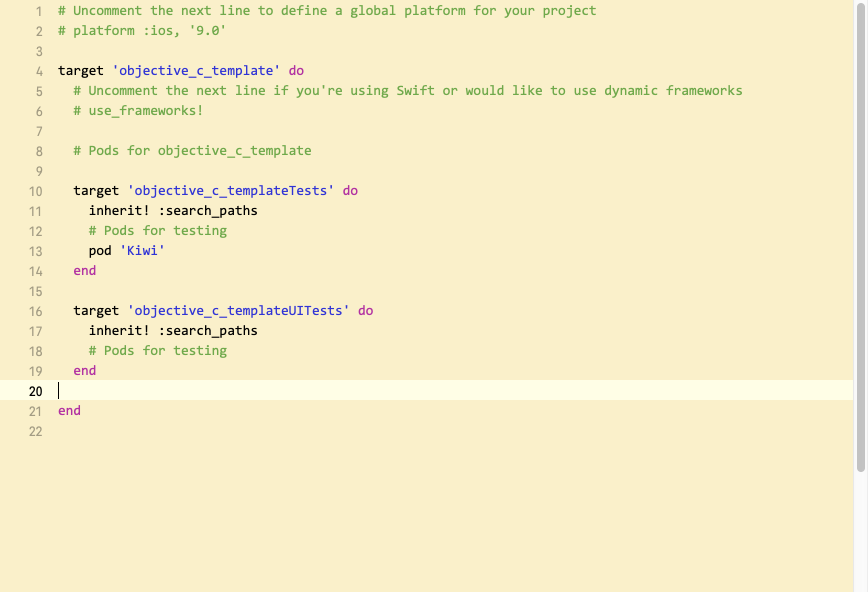 1 # Uncomment the next line to define a global platform for your project
2 # platform :ios, '9.0'
3
4 target 'objective_c_template' do
5   # Uncomment the next line if you're using Swift or would like to use dynamic frameworks
6   # use_frameworks!
7
8   # Pods for objective_c_template
9
10   target 'objective_c_templateTests' do
11     inherit! :search_paths
12     # Pods for testing
13     pod 'Kiwi'
14   end
15
16   target 'objective_c_templateUITests' do
17     inherit! :search_paths
18     # Pods for testing
19   end
20
21 end
22